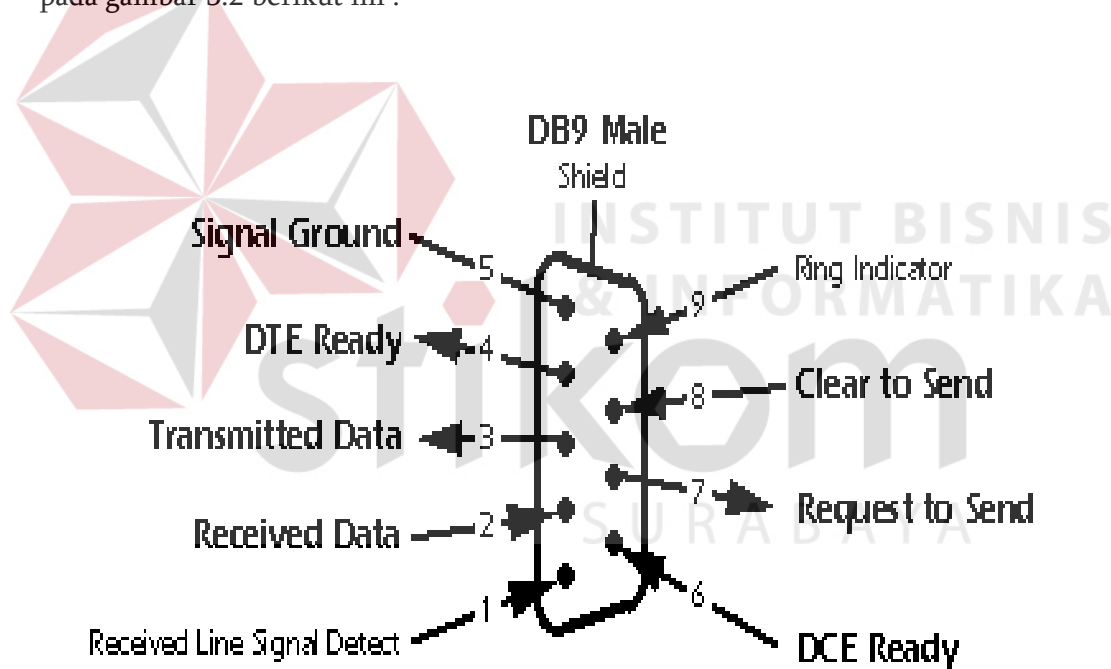 pada gambar 3.2 berikut ini :
DB9 Male
Shield
INSTITUT BISNIS
& INFORMATIKA
stikom
SURABAYA
Signal Ground
5
9
Ring Indicator
DTE Ready
4
8
Clear to Send
Transmitted Data
3
7
Request to Send
Received Data
2
6
DCE Ready
1
Received Line Signal Detect